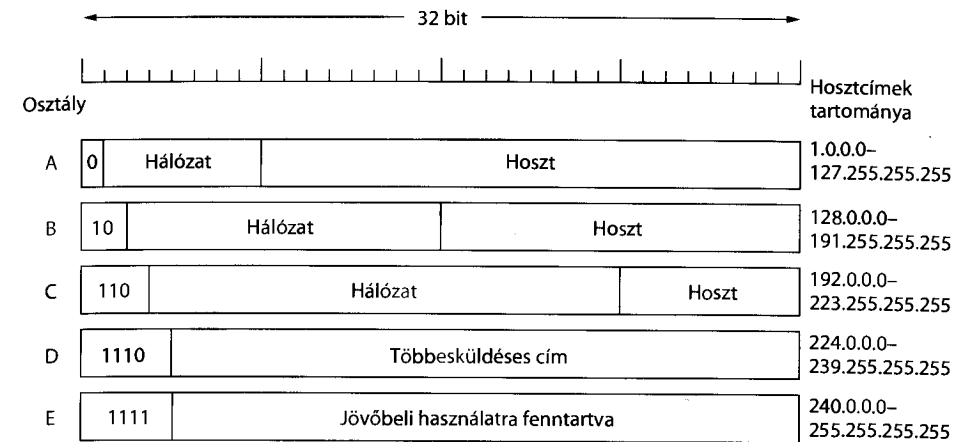 32 bit
Osztály
Hosztcímek
tartománya
A 0 Hálózat Hoszt 1.0.0.0–
127.255.255.255
B 10 Hálózat Hoszt 128.0.0.0–
191.255.255.255
C 110 Hálózat Hoszt 192.0.0.0–
223.255.255.255
D 1110 Többesküldéses cím 224.0.0.0–
239.255.255.255
E 1111 Jövőbeli használatra fenntartva 240.0.0.0–
255.255.255.255